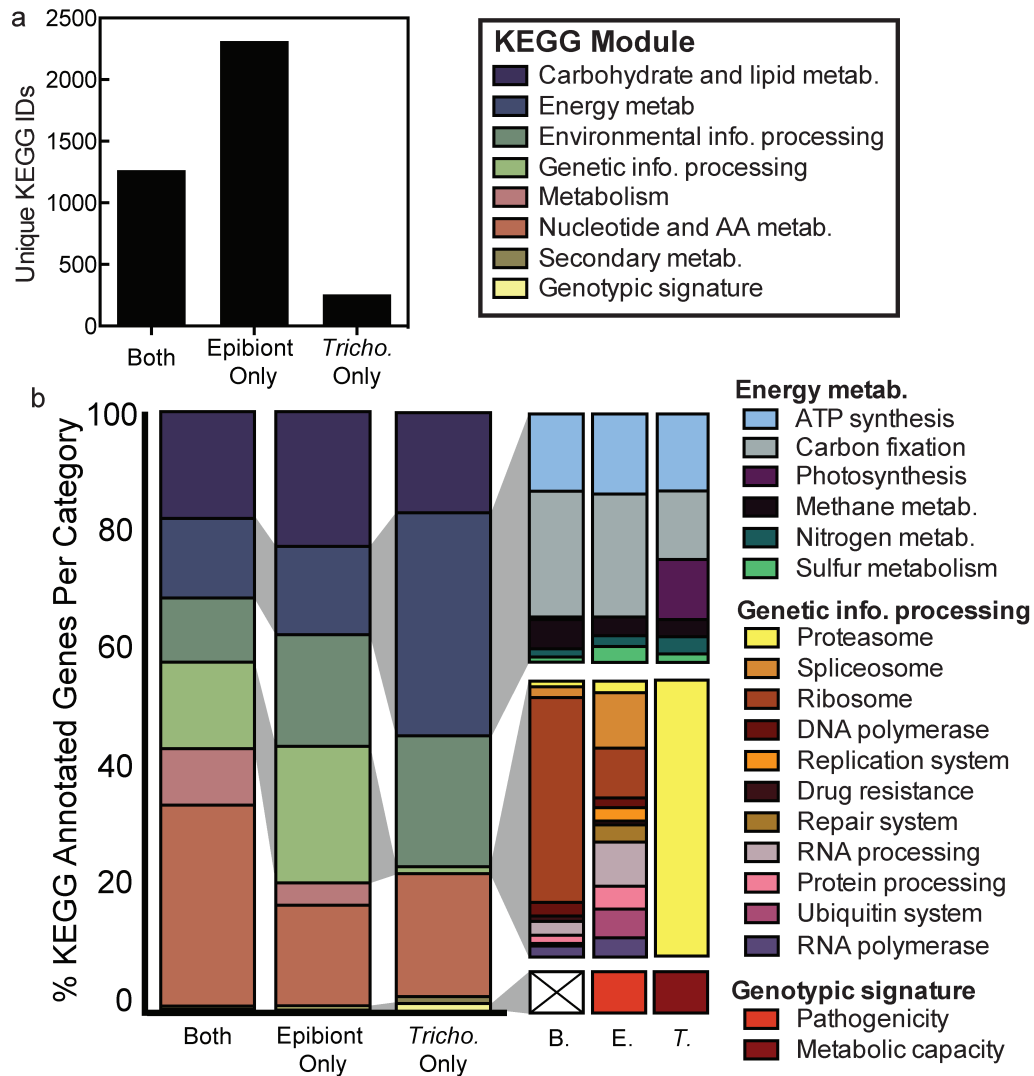 a
2500
2000
1500
1000
500
0
Unique KEGG IDs
Both
Epibiont
Only
Tricho.
Only
KEGG Module
Carbohydrate and lipid metab.
Energy metab
Environmental info. processing
Genetic info. processing
Metabolism
Nucleotide and AA metab.
Secondary metab.
Genotypic signature
b
100
80
60
40
20
0
% KEGG Annotated Genes Per Category
Both
Epibiont
Only
Tricho.
Only
B.
E.
T.
Energy metab.
ATP synthesis
Carbon fixation
Photosynthesis
Methane metab.
Nitrogen metab.
Sulfur metabolism
Genetic info. processing
Proteasome
Spliceosome
Ribosome
DNA polymerase
Replication system
Drug resistance
Repair system
RNA processing
Protein processing
Ubiquitin system
RNA polymerase
Genotypic signature
Pathogenicity
Metabolic capacity